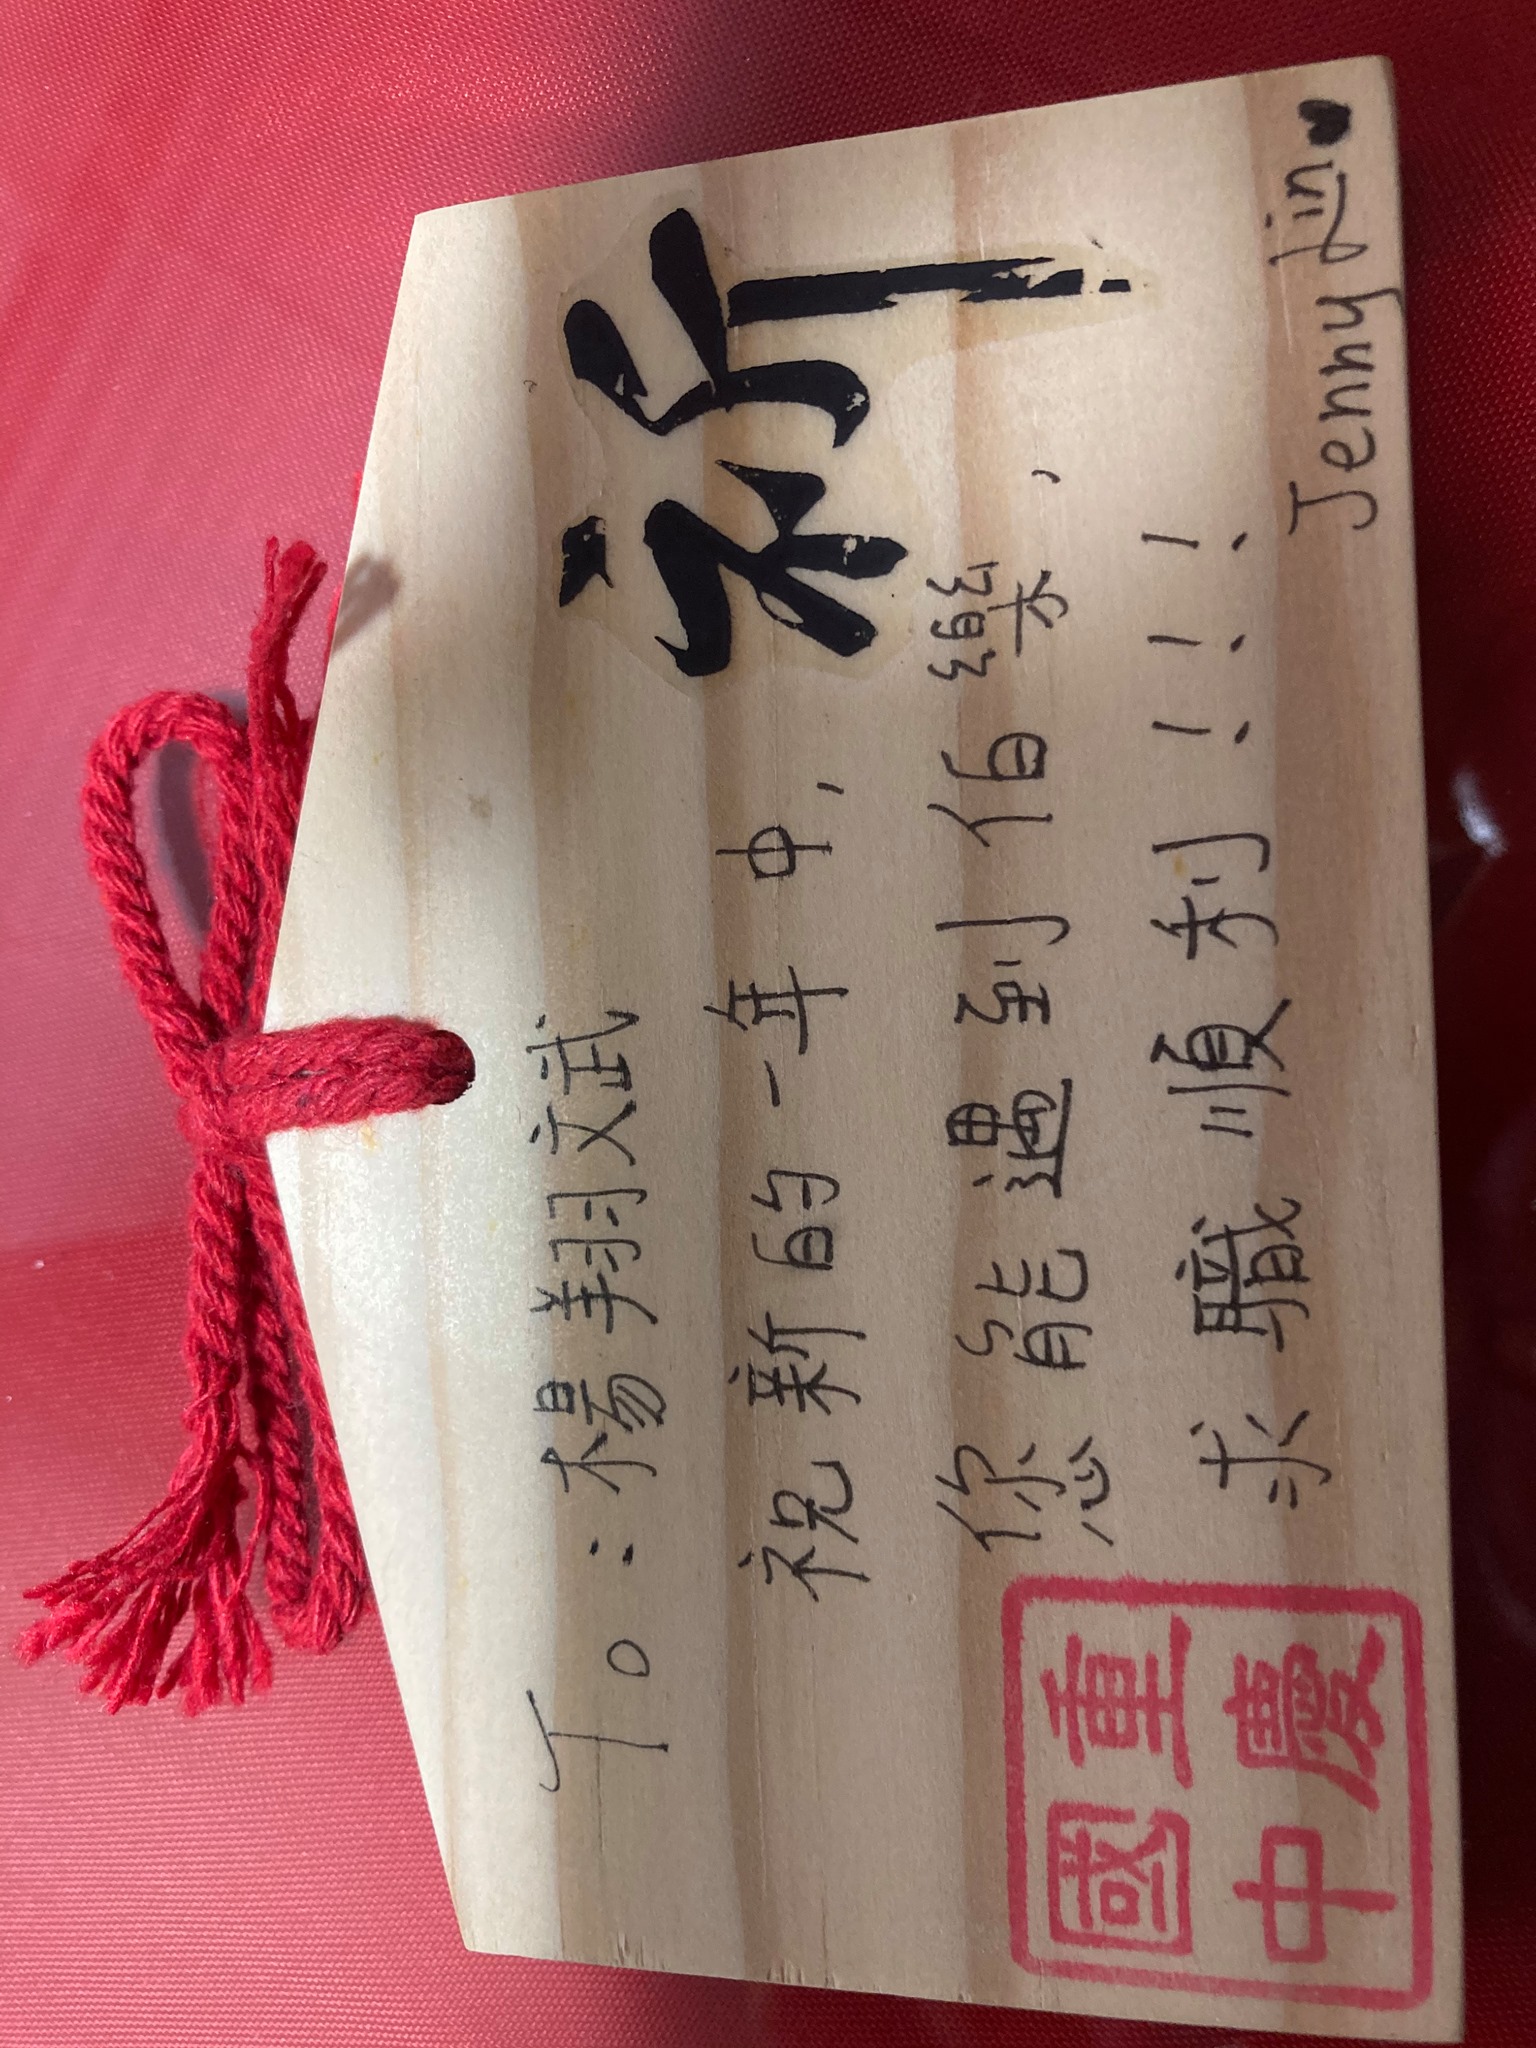 祈
To：楊翔斌
祝新的一年中,
您能遇到伯樂,
求職順利！！！
Jenny Lin♥
重慶
國中